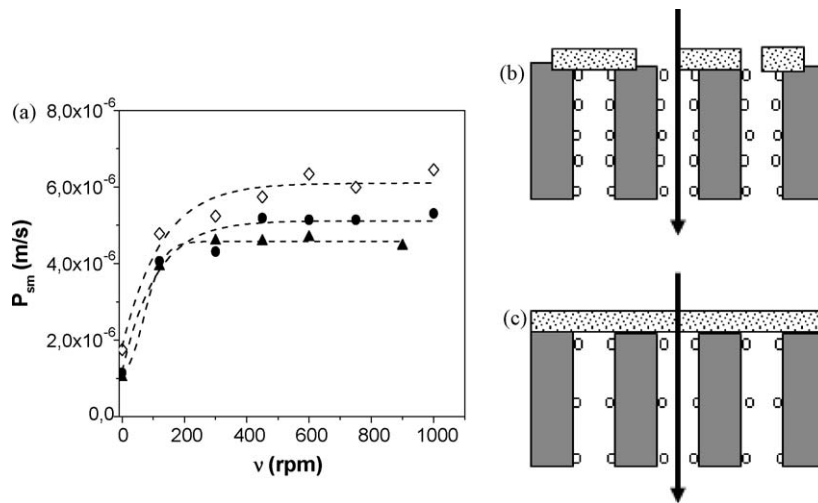 (a)
8,0x10⁻⁶
6,0x10⁻⁶
4,0x10⁻⁶
2,0x10⁻⁶
0,0
P_sm (m/s)
0 200 400 600 800 1000
ν (rpm)
(b)
(c)